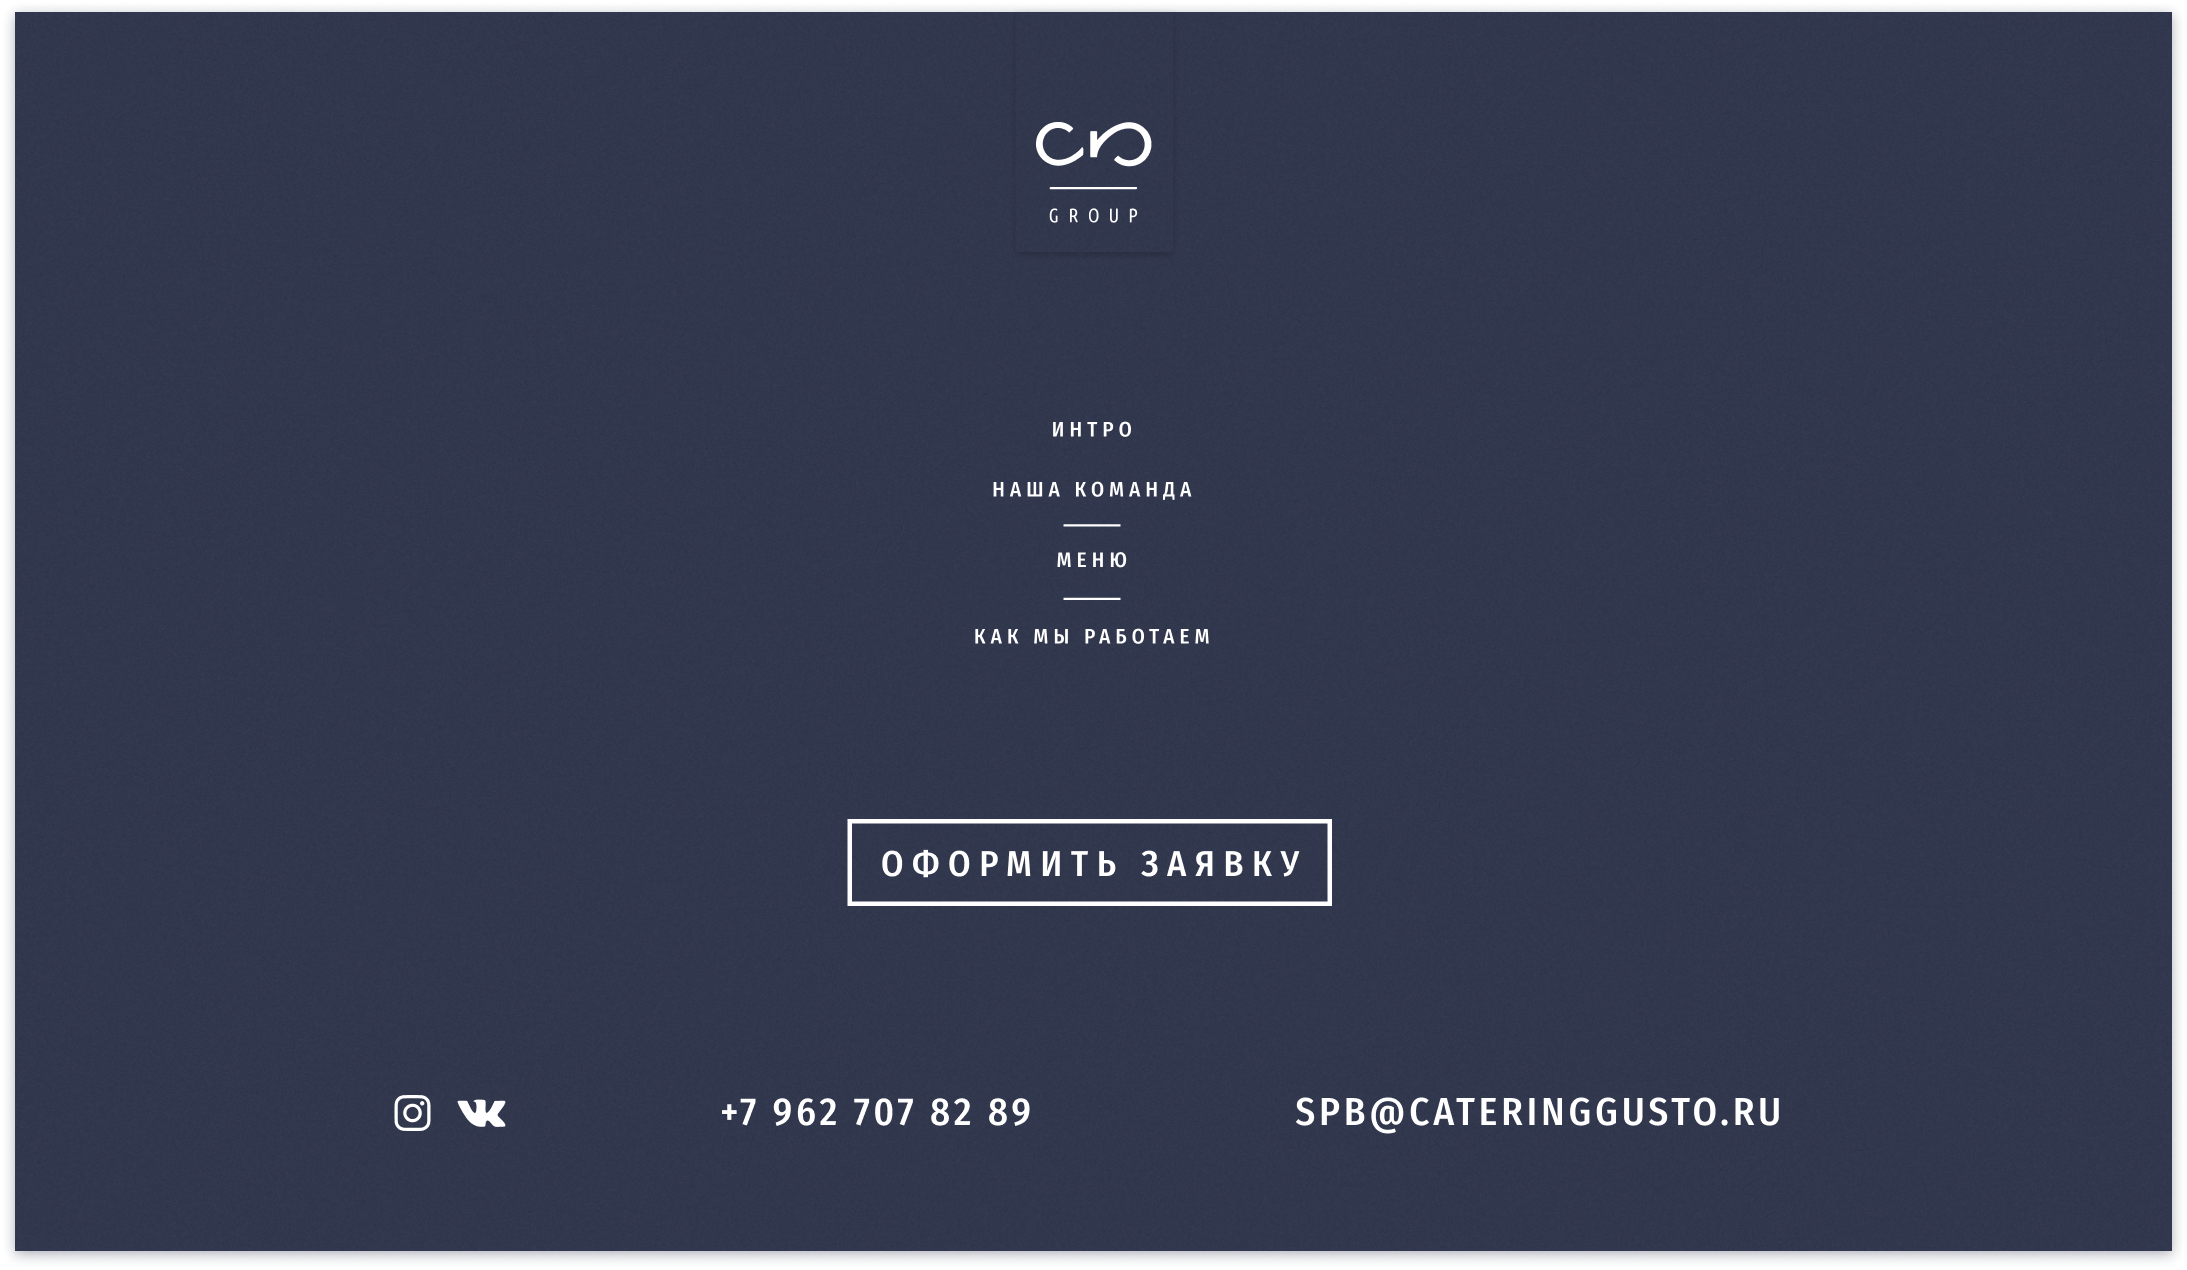 GROUP
ИНТРО
НАША КОМАНДА
МЕНЮ
КАК МЫ РАБОТАЕМ
ОФОРМИТЬ ЗАЯВКУ
+7 962 707 82 89
SPB@CATERINGGUSTO.RU